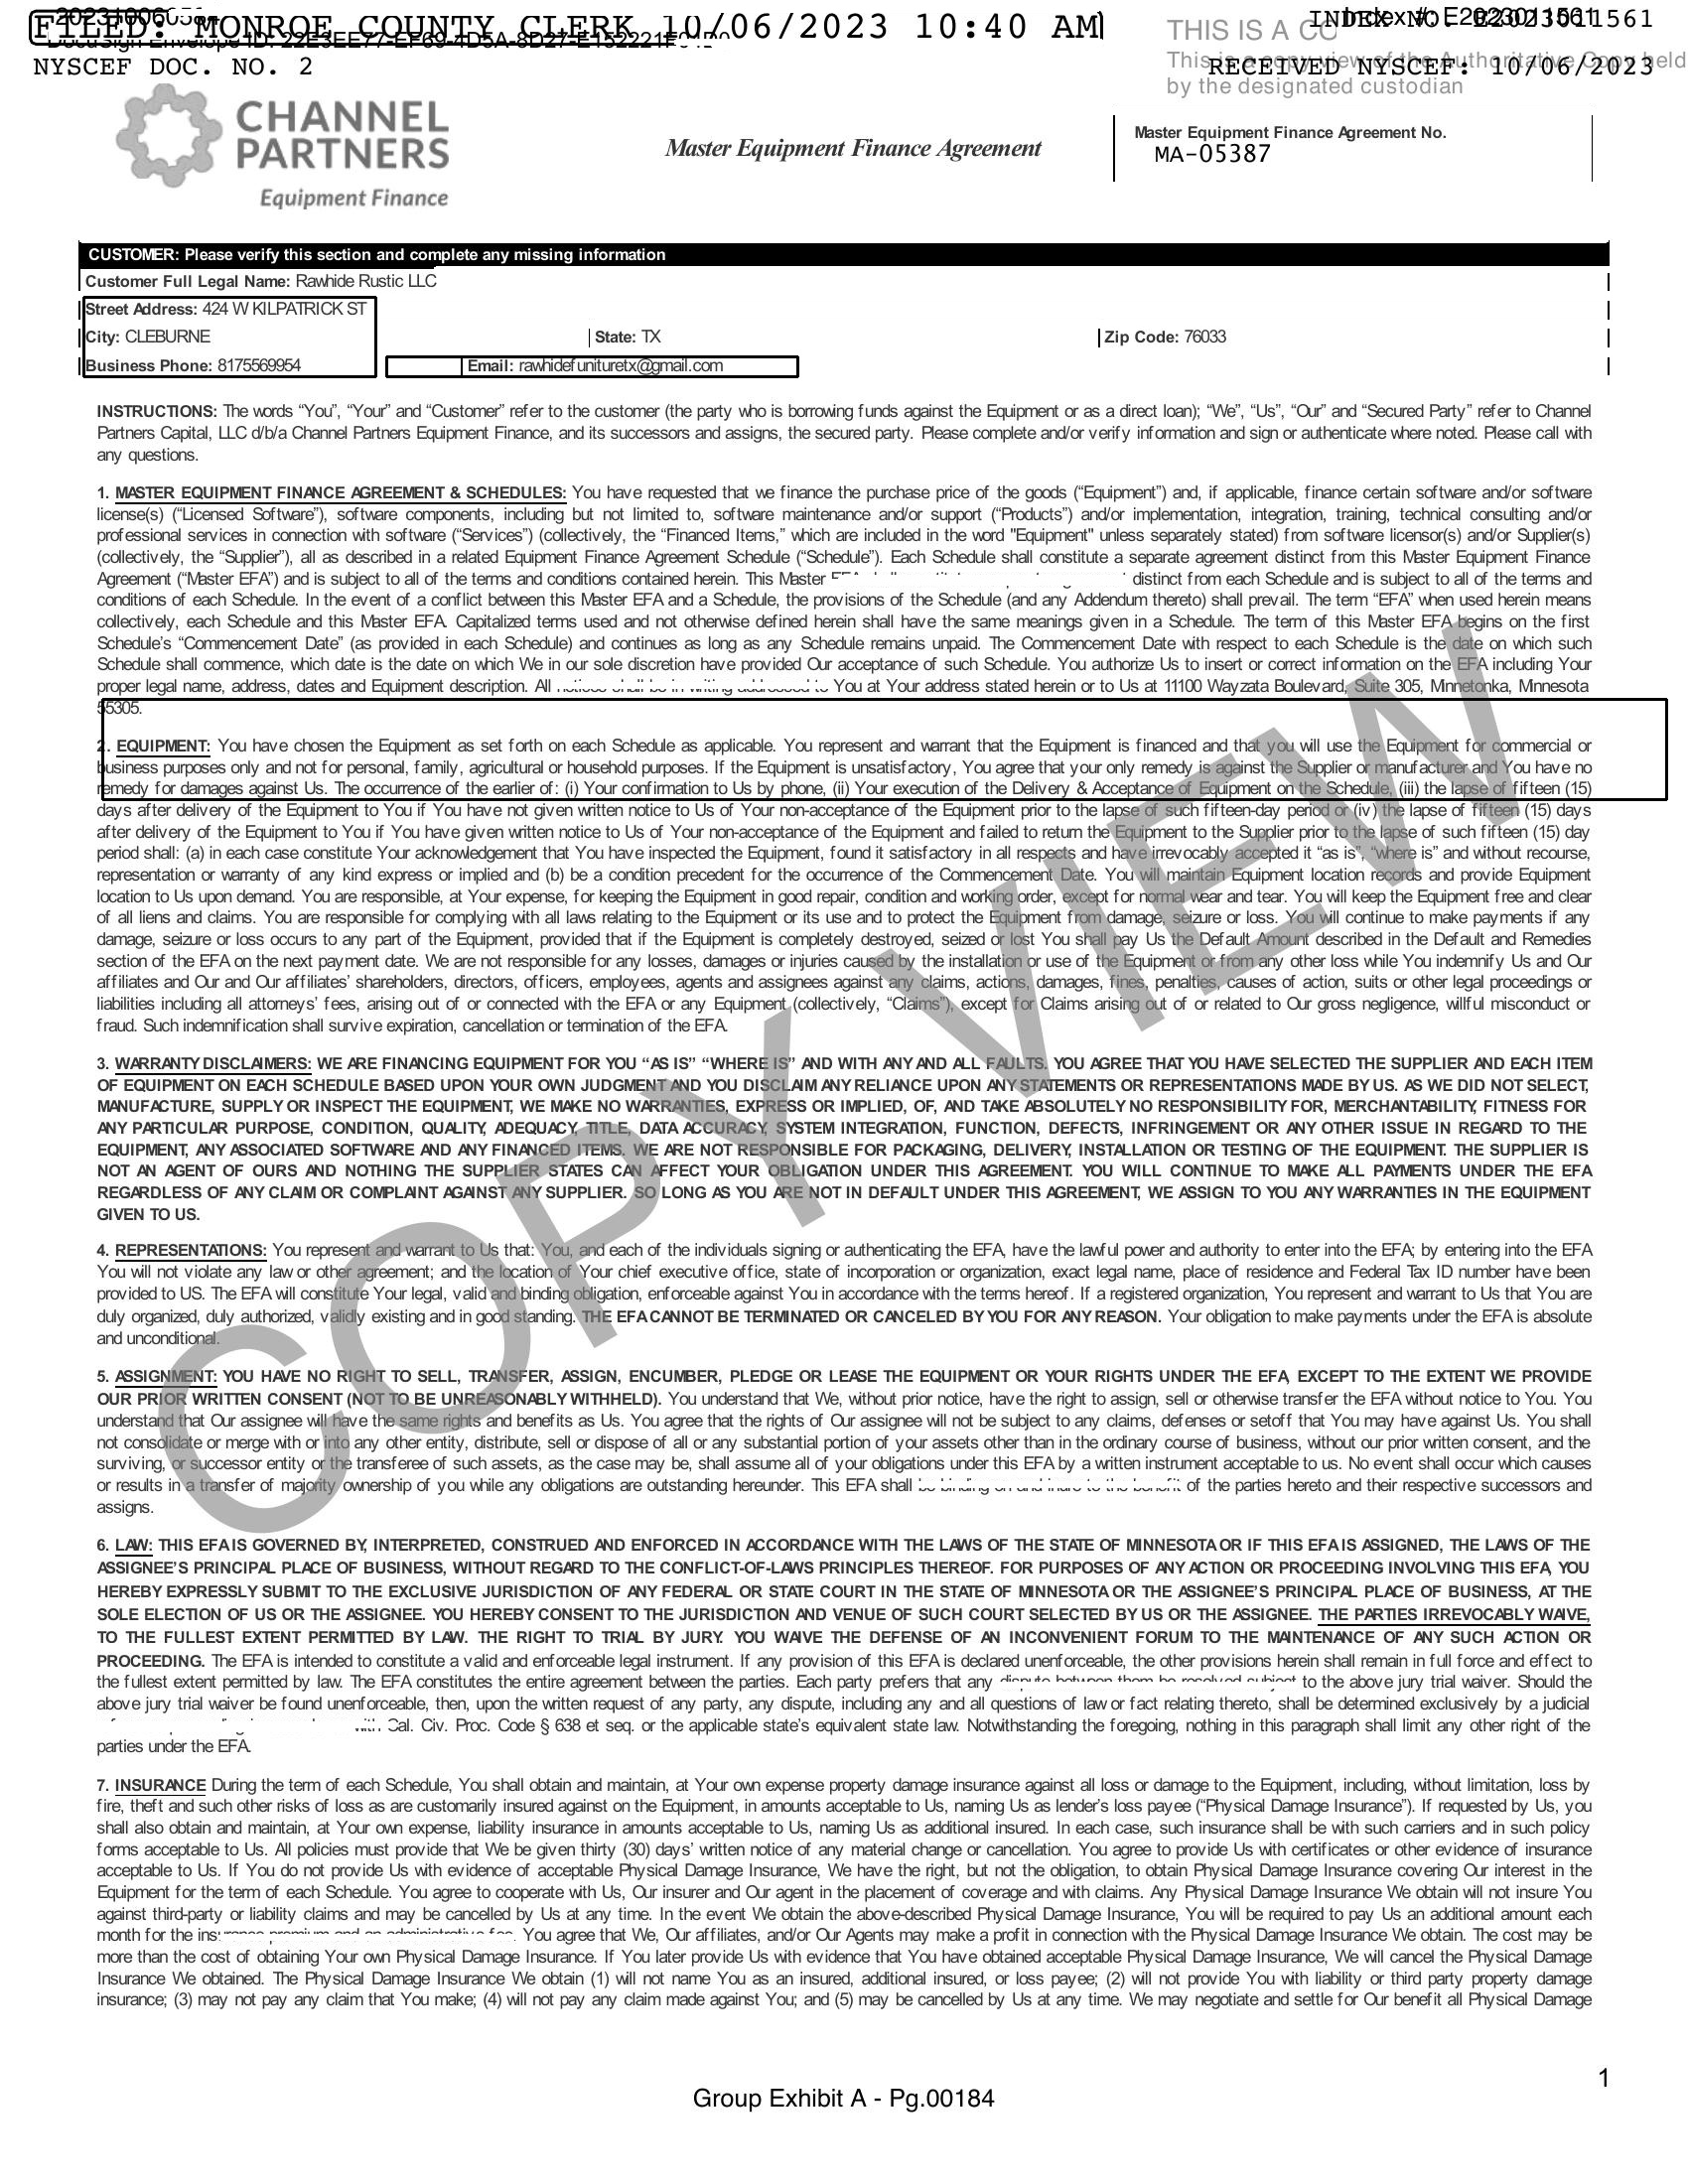 FILED: MONROE COUNTY CLERK 10/06/2023 10:40 AM
INDEX NO. E2023011561
NYSCEF DOC. NO. 2
RECEIVED NYSCEF: 10/06/2023
THIS IS A
This is a copy view of the Authoritative Copy held
by the designated custodian
CHANNEL
PARTNERS
Equipment Finance
Master Equipment Finance Agreement
Master Equipment Finance Agreement No.
MA-05387
CUSTOMER: Please verify this section and complete any missing information
Customer Full Legal Name: Rawhide Rustic LLC
Street Address: 424 W KILPATRICK ST
City: CLEBURNE State: TX Zip Code: 76033
Business Phone: 8175569954 Email: rawhidefunituretx@gmail.com
INSTRUCTIONS: The words “You”, “Your” and “Customer” refer to the customer (the party who is borrowing funds against the Equipment or as a direct loan); “We”, “Us”, “Our” and “Secured Party” refer to Channel
Partners Capital, LLC d/b/a Channel Partners Equipment Finance, and its successors and assigns, the secured party. Please complete and/or verify information and sign or authenticate where noted. Please call with
any questions.
1. MASTER EQUIPMENT FINANCE AGREEMENT & SCHEDULES: You have requested that we finance the purchase price of the goods (“Equipment”) and, if applicable, finance certain software and/or software
license(s) (“Licensed Software”), software components, including but not limited to, software maintenance and/or support (“Products”) and/or implementation, integration, training, technical consulting and/or
professional services in connection with software (“Services”) (collectively, the “Financed Items,” which are included in the word "Equipment" unless separately stated) from software licensor(s) and/or Supplier(s)
(collectively, the “Supplier”), all as described in a related Equipment Finance Agreement Schedule (“Schedule”). Each Schedule shall constitute a separate agreement distinct from this Master Equipment Finance
Agreement (“Master EFA”) and is subject to all of the terms and conditions contained herein. This Master distinct from each Schedule and is subject to all of the terms and
conditions of each Schedule. In the event of a conflict between this Master EFA and a Schedule, the provisions of the Schedule (and any Addendum thereto) shall prevail. The term “EFA” when used herein means
collectively, each Schedule and this Master EFA. Capitalized terms used and not otherwise defined herein shall have the same meanings given in a Schedule. The term of this Master EFA begins on the first
Schedule’s “Commencement Date” (as provided in each Schedule) and continues as long as any Schedule remains unpaid. The Commencement Date with respect to each Schedule is the date on which such
Schedule shall commence, which date is the date on which We in our sole discretion have provided Our acceptance of such Schedule. You authorize Us to insert or correct information on the EFA including Your
proper legal name, address, dates and Equipment description. All notices shall be in writing addressed to You at Your address stated herein or to Us at 11100 Wayzata Boulevard, Suite 305, Minnetonka, Minnesota
55305.
2. EQUIPMENT: You have chosen the Equipment as set forth on each Schedule as applicable. You represent and warrant that the Equipment is financed and that you will use the Equipment for commercial or
business purposes only and not for personal, family, agricultural or household purposes. If the Equipment is unsatisfactory, You agree that your only remedy is against the Supplier or manufacturer and You have no
remedy for damages against Us. The occurrence of the earlier of: (i) Your confirmation to Us by phone, (ii) Your execution of the Delivery & Acceptance of Equipment on the Schedule, (iii) the lapse of fifteen (15)
days after delivery of the Equipment to You if You have not given written notice to Us of Your non-acceptance of the Equipment prior to the lapse of such fifteen-day period or (iv) the lapse of fifteen (15) days
after delivery of the Equipment to You if You have given written notice to Us of Your non-acceptance of the Equipment and failed to return the Equipment to the Supplier prior to the lapse of such fifteen (15) day
period shall: (a) in each case constitute Your acknowledgement that You have inspected the Equipment, found it satisfactory in all respects and have irrevocably accepted it “as is”, “where is” and without recourse,
representation or warranty of any kind express or implied and (b) be a condition precedent for the occurrence of the Commencement Date. You will maintain Equipment location records and provide Equipment
location to Us upon demand. You are responsible, at Your expense, for keeping the Equipment in good repair, condition and working order, except for normal wear and tear. You will keep the Equipment free and clear
of all liens and claims. You are responsible for complying with all laws relating to the Equipment or its use and to protect the Equipment from damage, seizure or loss. You will continue to make payments if any
damage, seizure or loss occurs to any part of the Equipment, provided that if the Equipment is completely destroyed, seized or lost You shall pay Us the Default Amount described in the Default and Remedies
section of the EFA on the next payment date. We are not responsible for any losses, damages or injuries caused by the installation or use of the Equipment or from any other loss while You indemnify Us and Our
affiliates and Our and Our affiliates’ shareholders, directors, officers, employees, agents and assignees against any claims, actions, damages, fines, penalties, causes of action, suits or other legal proceedings or
liabilities including all attorneys’ fees, arising out of or connected with the EFA or any Equipment (collectively, “Claims”), except for Claims arising out of or related to Our gross negligence, willful misconduct or
fraud. Such indemnification shall survive expiration, cancellation or termination of the EFA.
3. WARRANTY DISCLAIMERS: WE ARE FINANCING EQUIPMENT FOR YOU “AS IS” “WHERE IS” AND WITH ANY AND ALL FAULTS. YOU AGREE THAT YOU HAVE SELECTED THE SUPPLIER AND EACH ITEM
OF EQUIPMENT ON EACH SCHEDULE BASED UPON YOUR OWN JUDGMENT AND YOU DISCLAIM ANY RELIANCE UPON ANY STATEMENTS OR REPRESENTATIONS MADE BY US. AS WE DID NOT SELECT,
MANUFACTURE, SUPPLY OR INSPECT THE EQUIPMENT, WE MAKE NO WARRANTIES, EXPRESS OR IMPLIED, OF, AND TAKE ABSOLUTELY NO RESPONSIBILITY FOR, MERCHANTABILITY, FITNESS FOR
ANY PARTICULAR PURPOSE, CONDITION, QUALITY, ADEQUACY, TITLE, DATA ACCURACY, SYSTEM INTEGRATION, FUNCTION, DEFECTS, INFRINGEMENT OR ANY OTHER ISSUE IN REGARD TO THE
EQUIPMENT, ANY ASSOCIATED SOFTWARE AND ANY FINANCED ITEMS. WE ARE NOT RESPONSIBLE FOR PACKAGING, DELIVERY, INSTALLATION OR TESTING OF THE EQUIPMENT. THE SUPPLIER IS
NOT AN AGENT OF OURS AND NOTHING THE SUPPLIER STATES CAN AFFECT YOUR OBLIGATION UNDER THIS AGREEMENT. YOU WILL CONTINUE TO MAKE ALL PAYMENTS UNDER THE EFA
REGARDLESS OF ANY CLAIM OR COMPLAINT AGAINST ANY SUPPLIER. SO LONG AS YOU ARE NOT IN DEFAULT UNDER THIS AGREEMENT, WE ASSIGN TO YOU ANY WARRANTIES IN THE EQUIPMENT
GIVEN TO US.
4. REPRESENTATIONS: You represent and warrant to Us that: You, and each of the individuals signing or authenticating the EFA, have the lawful power and authority to enter into the EFA; by entering into the EFA
You will not violate any law or other agreement; and the location of Your chief executive office, state of incorporation or organization, exact legal name, place of residence and Federal Tax ID number have been
provided to US. The EFA will constitute Your legal, valid and binding obligation, enforceable against You in accordance with the terms hereof. If a registered organization, You represent and warrant to Us that You are
duly organized, duly authorized, validly existing and in good standing. THE EFA CANNOT BE TERMINATED OR CANCELED BY YOU FOR ANY REASON. Your obligation to make payments under the EFA is absolute
and unconditional.
5. ASSIGNMENT: YOU HAVE NO RIGHT TO SELL, TRANSFER, ASSIGN, ENCUMBER, PLEDGE OR LEASE THE EQUIPMENT OR YOUR RIGHTS UNDER THE EFA, EXCEPT TO THE EXTENT WE PROVIDE
OUR PRIOR WRITTEN CONSENT (NOT TO BE UNREASONABLY WITHHELD). You understand that We, without prior notice, have the right to assign, sell or otherwise transfer the EFA without notice to You. You
understand that Our assignee will have the same rights and benefits as Us. You agree that the rights of Our assignee will not be subject to any claims, defenses or setoff that You may have against Us. You shall
not consolidate or merge with or into any other entity, distribute, sell or dispose of all or any substantial portion of your assets other than in the ordinary course of business, without our prior written consent, and the
surviving, or successor entity or the transferee of such assets, as the case may be, shall assume all of your obligations under this EFA by a written instrument acceptable to us. No event shall occur which causes
or results in a transfer of majority ownership of you while any obligations are outstanding hereunder. This EFA shall be binding on and inure to the benefit of the parties hereto and their respective successors and
assigns.
6. LAW: THIS EFA IS GOVERNED BY, INTERPRETED, CONSTRUED AND ENFORCED IN ACCORDANCE WITH THE LAWS OF THE STATE OF MINNESOTA OR IF THIS EFA IS ASSIGNED, THE LAWS OF THE
ASSIGNEE’S PRINCIPAL PLACE OF BUSINESS, WITHOUT REGARD TO THE CONFLICT-OF-LAWS PRINCIPLES THEREOF. FOR PURPOSES OF ANY ACTION OR PROCEEDING INVOLVING THIS EFA, YOU
HEREBY EXPRESSLY SUBMIT TO THE EXCLUSIVE JURISDICTION OF ANY FEDERAL OR STATE COURT IN THE STATE OF MINNESOTA OR THE ASSIGNEE’S PRINCIPAL PLACE OF BUSINESS, AT THE
SOLE ELECTION OF US OR THE ASSIGNEE. YOU HEREBY CONSENT TO THE JURISDICTION AND VENUE OF SUCH COURT SELECTED BY US OR THE ASSIGNEE. THE PARTIES IRREVOCABLY WAIVE,
TO THE FULLEST EXTENT PERMITTED BY LAW. THE RIGHT TO TRIAL BY JURY. YOU WAIVE THE DEFENSE OF AN INCONVENIENT FORUM TO THE MAINTENANCE OF ANY SUCH ACTION OR
PROCEEDING. The EFA is intended to constitute a valid and enforceable legal instrument. If any provision of this EFA is declared unenforceable, the other provisions herein shall remain in full force and effect to
the fullest extent permitted by law. The EFA constitutes the entire agreement between the parties. Each party prefers that any dispute between them be resolved subject to the above jury trial waiver. Should the
above jury trial waiver be found unenforceable, then, upon the written request of any party, any dispute, including any and all questions of law or fact relating thereto, shall be determined exclusively by a judicial
with Cal. Civ. Proc. Code § 638 et seq. or the applicable state’s equivalent state law. Notwithstanding the foregoing, nothing in this paragraph shall limit any other right of the
parties under the EFA.
7. INSURANCE During the term of each Schedule, You shall obtain and maintain, at Your own expense property damage insurance against all loss or damage to the Equipment, including, without limitation, loss by
fire, theft and such other risks of loss as are customarily insured against on the Equipment, in amounts acceptable to Us, naming Us as lender’s loss payee (“Physical Damage Insurance”). If requested by Us, you
shall also obtain and maintain, at Your own expense, liability insurance in amounts acceptable to Us, naming Us as additional insured. In each case, such insurance shall be with such carriers and in such policy
forms acceptable to Us. All policies must provide that We be given thirty (30) days’ written notice of any material change or cancellation. You agree to provide Us with certificates or other evidence of insurance
acceptable to Us. If You do not provide Us with evidence of acceptable Physical Damage Insurance, We have the right, but not the obligation, to obtain Physical Damage Insurance covering Our interest in the
Equipment for the term of each Schedule. You agree to cooperate with Us, Our insurer and Our agent in the placement of coverage and with claims. Any Physical Damage Insurance We obtain will not insure You
against third-party or liability claims and may be cancelled by Us at any time. In the event We obtain the above-described Physical Damage Insurance, You will be required to pay Us an additional amount each
month for the insurance premium and an administrative fee. You agree that We, Our affiliates, and/or Our Agents may make a profit in connection with the Physical Damage Insurance We obtain. The cost may be
more than the cost of obtaining Your own Physical Damage Insurance. If You later provide Us with evidence that You have obtained acceptable Physical Damage Insurance, We will cancel the Physical Damage
Insurance We obtained. The Physical Damage Insurance We obtain (1) will not name You as an insured, additional insured, or loss payee; (2) will not provide You with liability or third party property damage
insurance; (3) may not pay any claim that You make; (4) will not pay any claim made against You; and (5) may be cancelled by Us at any time. We may negotiate and settle for Our benefit all Physical Damage
COPY VIEW
1
Group Exhibit A - Pg.00184